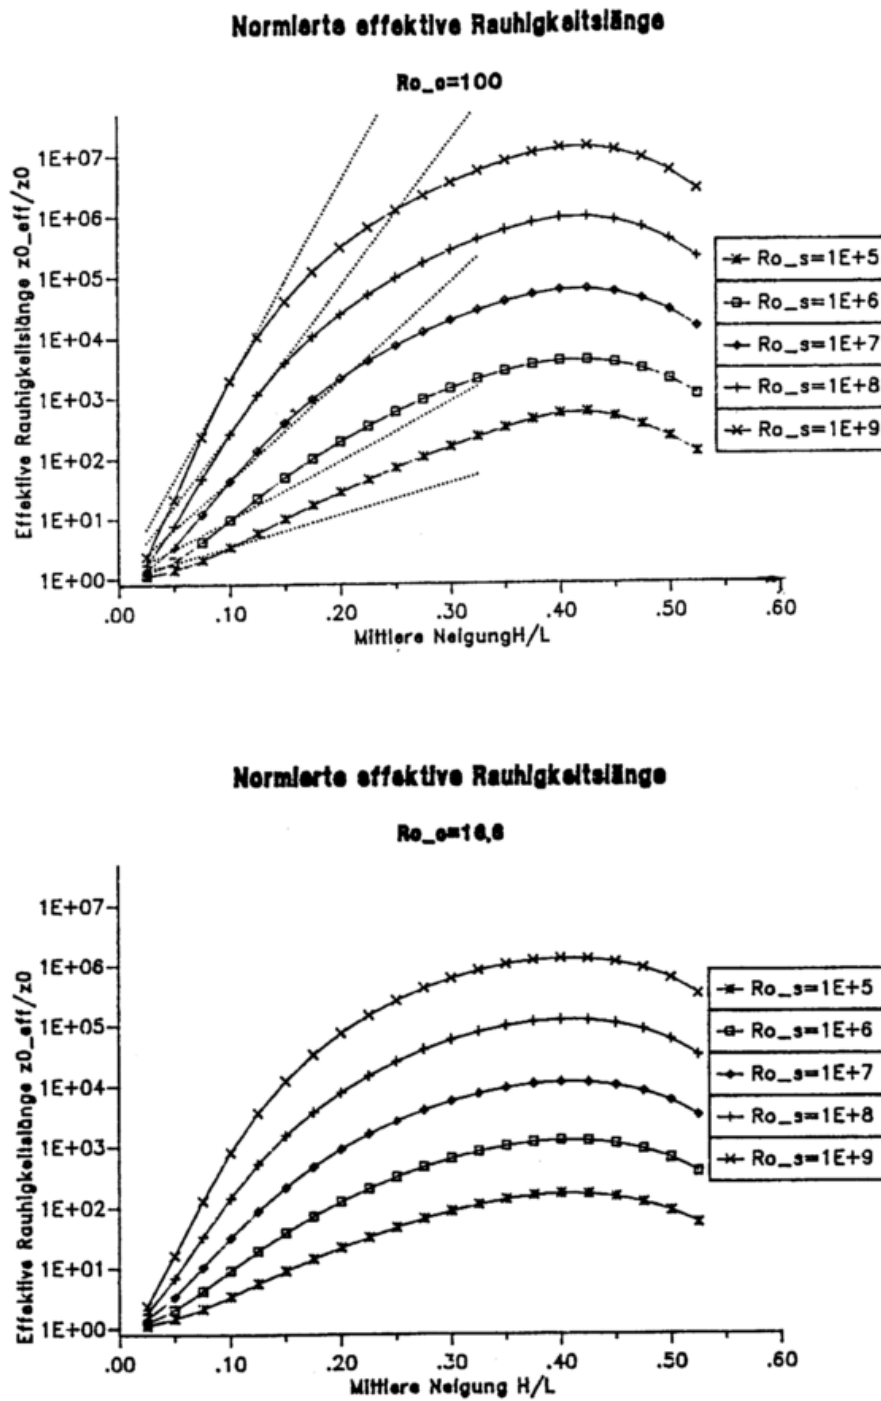 Normierte effektive Rauhigkeitslänge
Ro_o=100
Effektive Rauhigkeitslänge z0_eff/z0
1E+07
1E+06
1E+05
1E+04
1E+03
1E+02
1E+01
1E+00
.00 .10 .20 .30 .40 .50 .60
Mittlere NeigungH/L
Ro_s=1E+5
Ro_s=1E+6
Ro_s=1E+7
Ro_s=1E+8
Ro_s=1E+9
Normierte effektive Rauhigkeitslänge
Ro_o=16,6
Effektive Rauhigkeitslänge z0_eff/z0
1E+07
1E+06
1E+05
1E+04
1E+03
1E+02
1E+01
1E+00
.00 .10 .20 .30 .40 .50 .60
Mittlere Neigung H/L
Ro_s=1E+5
Ro_s=1E+6
Ro_s=1E+7
Ro_s=1E+8
Ro_s=1E+9